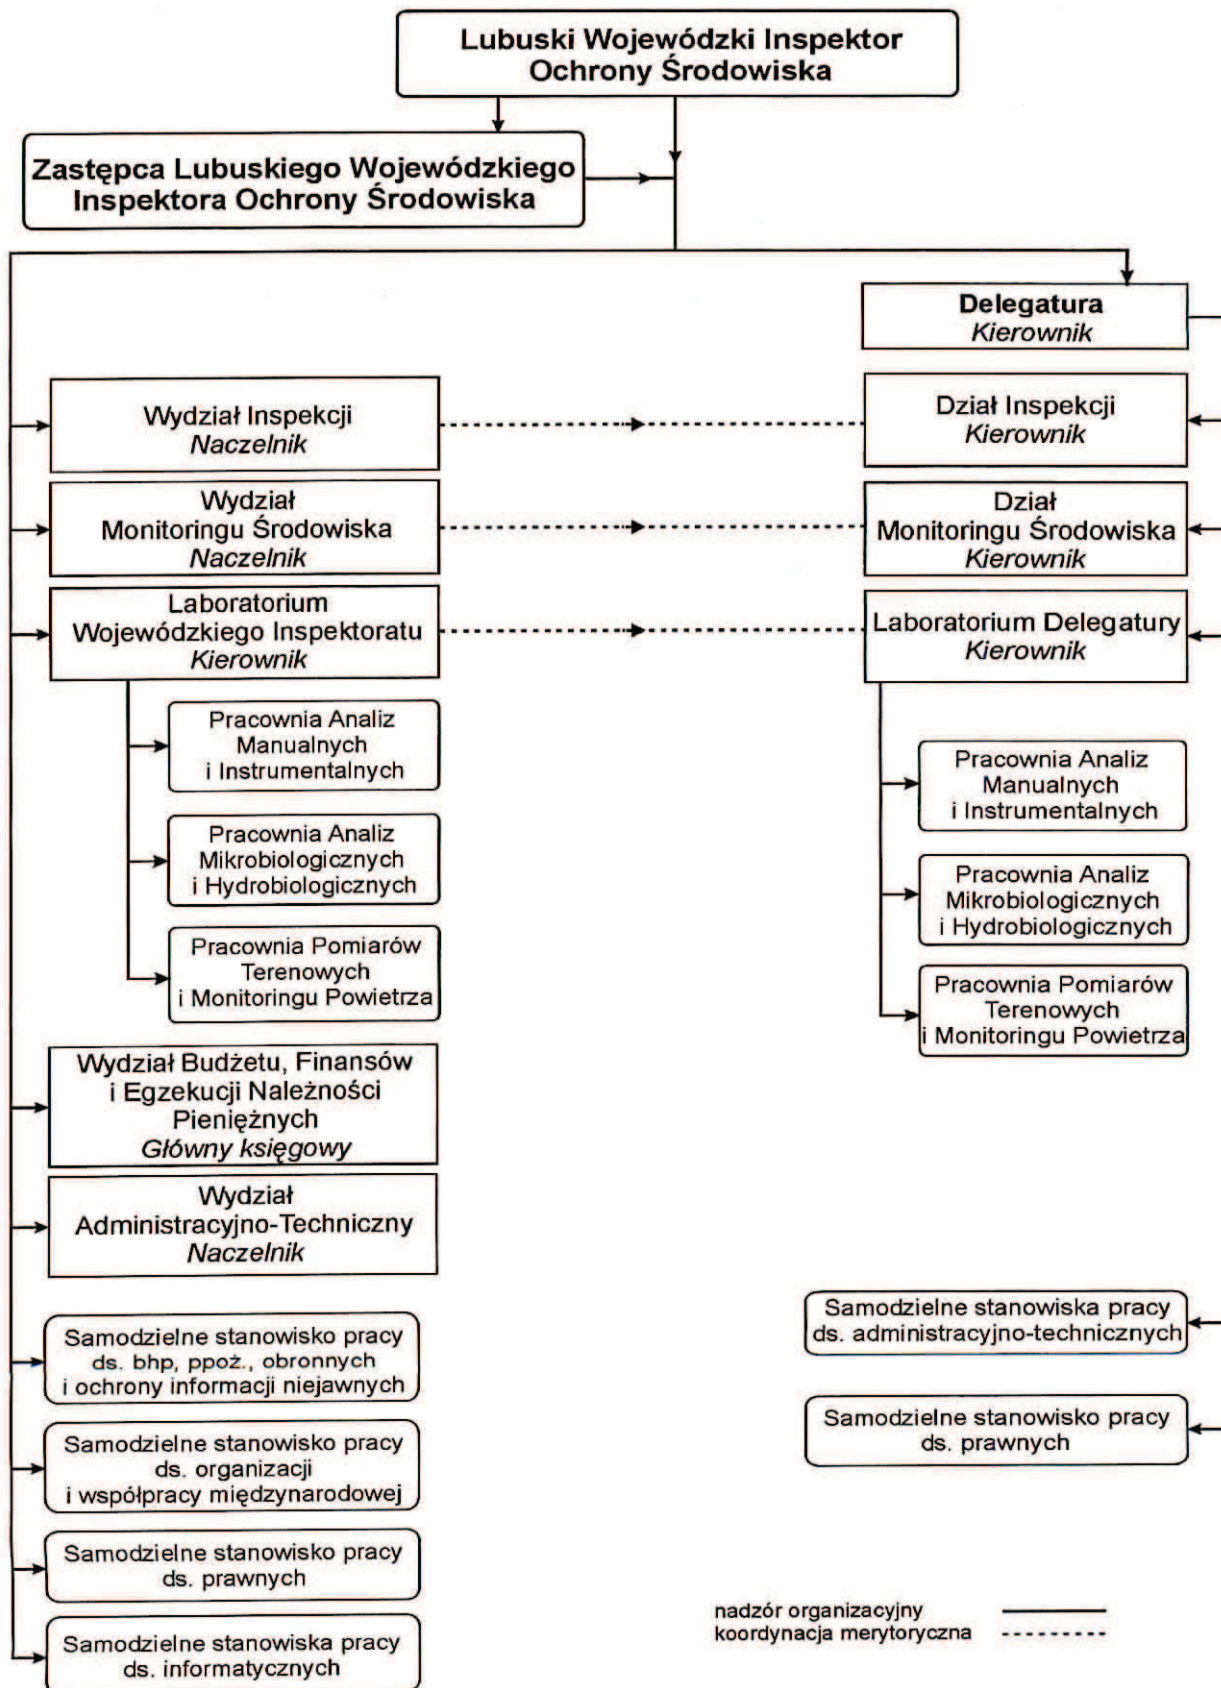 Lubuski Wojewódzki Inspektor
Ochrony Środowiska
Zastępca Lubuskiego Wojewódzkiego
Inspektora Ochrony Środowiska
Delegatura
Kierownik
Wydział Inspekcji
Naczelnik
Dział Inspekcji
Kierownik
Wydział
Monitoringu Środowiska
Naczelnik
Dział
Monitoringu Środowiska
Kierownik
Laboratorium
Wojewódzkiego Inspektoratu
Kierownik
Laboratorium Delegatury
Kierownik
Pracownia Analiz
Manualnych
i Instrumentalnych
Pracownia Analiz
Mikrobiologicznych
i Hydrobiologicznych
Pracownia Pomiarów
Terenowych
i Monitoringu Powietrza
Pracownia Analiz
Manualnych
i Instrumentalnych
Pracownia Analiz
Mikrobiologicznych
i Hydrobiologicznych
Pracownia Pomiarów
Terenowych
i Monitoringu Powietrza
Wydział Budżetu, Finansów
i Egzekucji Należności
Pieniężnych
Główny księgowy
Wydział
Administracyjno-Techniczny
Naczelnik
Samodzielne stanowisko pracy
ds. bhp, ppoż., obronnych
i ochrony informacji niejawnych
Samodzielne stanowisko pracy
ds. organizacji
i współpracy międzynarodowej
Samodzielne stanowisko pracy
ds. prawnych
Samodzielne stanowiska pracy
ds. informatycznych
Samodzielne stanowiska pracy
ds. administracyjno-technicznych
Samodzielne stanowisko pracy
ds. prawnych
nadzór organizacyjny
koordynacja merytoryczna